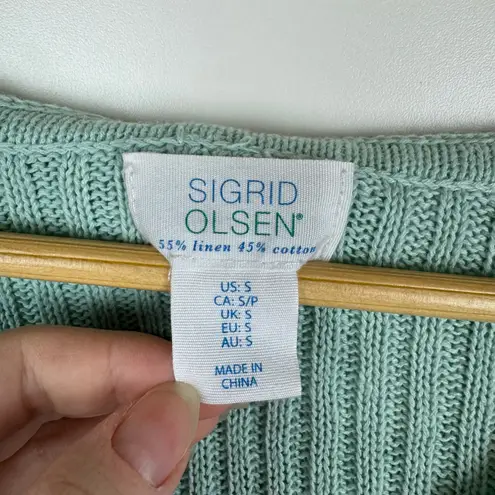 SIGRID
OLSEN®
55% linen 45% cotton
US: S
CA: S/P
UK: S
EU: S
AU: S
MADE IN
CHINA